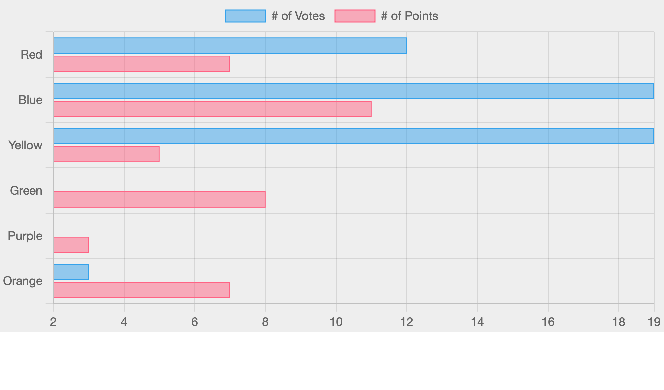 # of Votes # of Points
Red
Blue
Yellow
Green
Purple
Orange
2 4 6 8 10 12 14 16 18 19